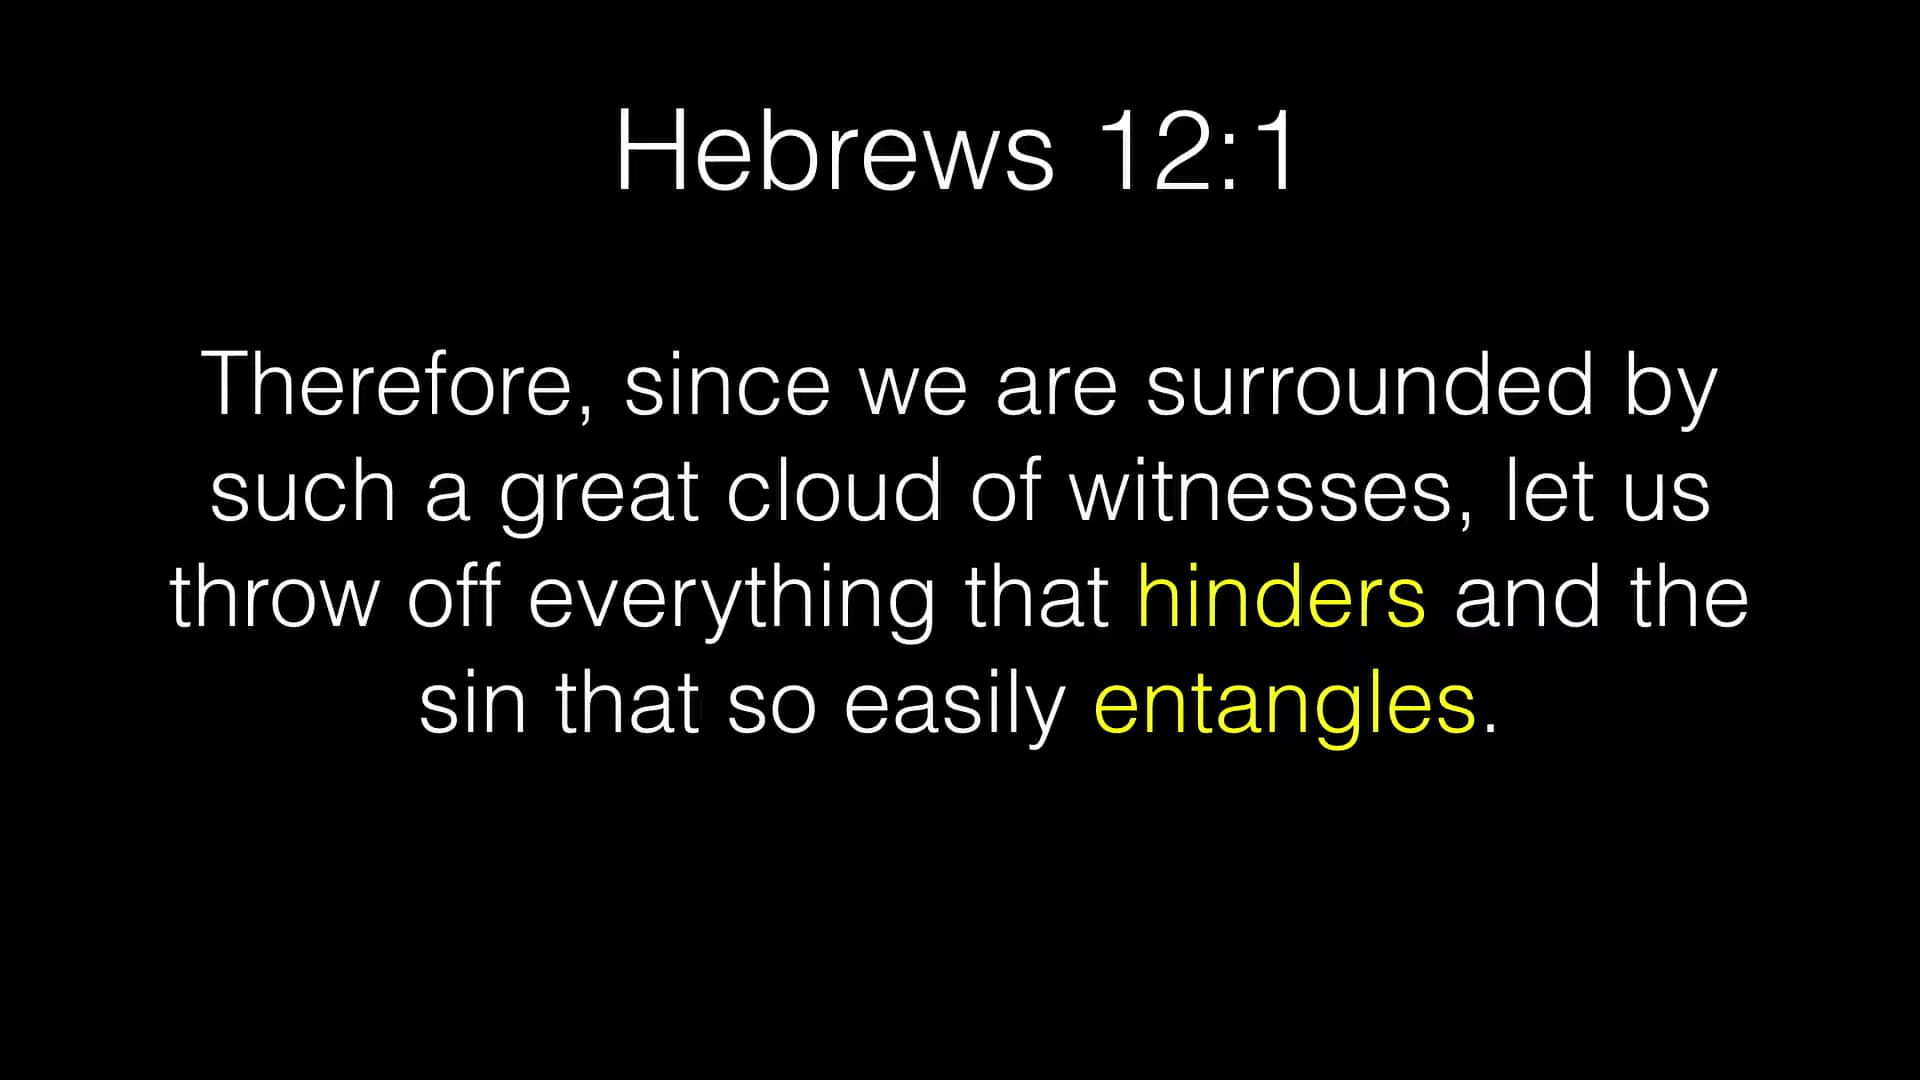 Hebrews 12:1
Therefore, since we are surrounded by
such a great cloud of witnesses, let us
throw off everything that hinders and the
sin that so easily entangles.